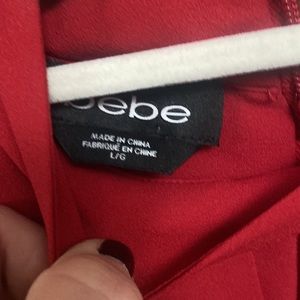 bebe
MADE IN CHINA
FABRIQUÉ EN CHINE
L/G